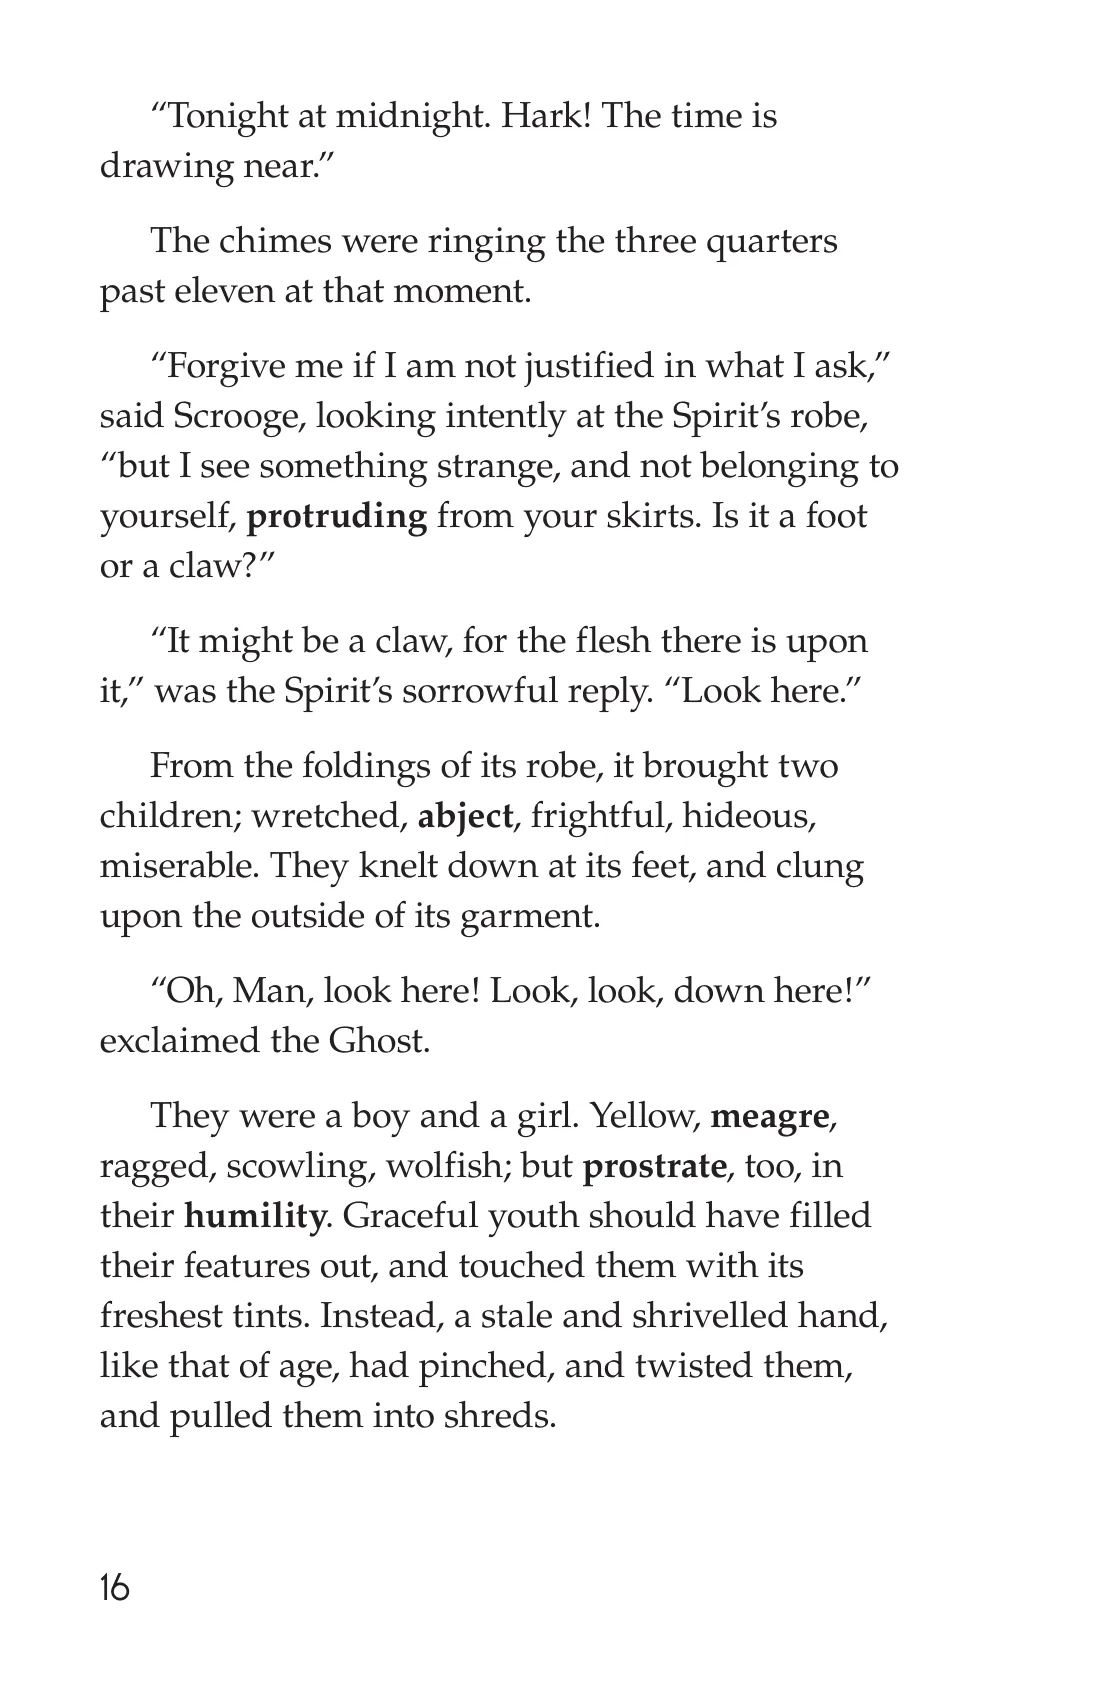 “Tonight at midnight. Hark! The time is
drawing near.”
The chimes were ringing the three quarters
past eleven at that moment.
“Forgive me if I am not justified in what I ask,”
said Scrooge, looking intently at the Spirit’s robe,
“but I see something strange, and not belonging to
yourself, protruding from your skirts. Is it a foot
or a claw?”
“It might be a claw, for the flesh there is upon
it,” was the Spirit’s sorrowful reply. “Look here.”
From the foldings of its robe, it brought two
children; wretched, abject, frightful, hideous,
miserable. They knelt down at its feet, and clung
upon the outside of its garment.
“Oh, Man, look here! Look, look, down here!”
exclaimed the Ghost.
They were a boy and a girl. Yellow, meagre,
ragged, scowling, wolfish; but prostrate, too, in
their humility. Graceful youth should have filled
their features out, and touched them with its
freshest tints. Instead, a stale and shrivelled hand,
like that of age, had pinched, and twisted them,
and pulled them into shreds.
16